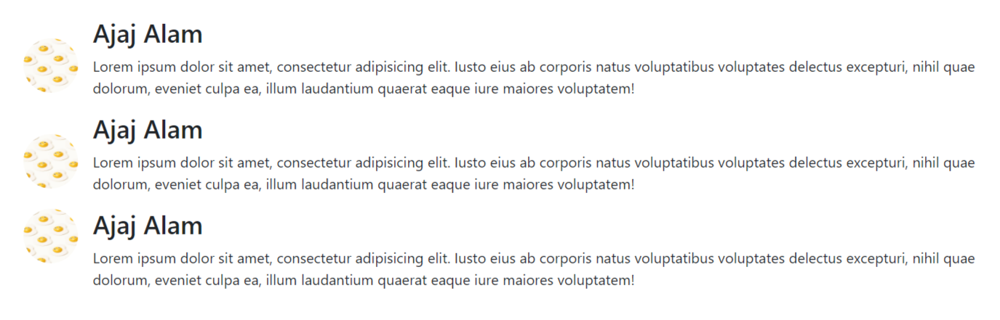 Ajaj Alam
Lorem ipsum dolor sit amet, consectetur adipisicing elit. Iusto eius ab corporis natus voluptatibus voluptates delectus excepturi, nihil quae
dolorum, eveniet culpa ea, illum laudantium quaerat eaque iure maiores voluptatem!
Ajaj Alam
Lorem ipsum dolor sit amet, consectetur adipisicing elit. Iusto eius ab corporis natus voluptatibus voluptates delectus excepturi, nihil quae
dolorum, eveniet culpa ea, illum laudantium quaerat eaque iure maiores voluptatem!
Ajaj Alam
Lorem ipsum dolor sit amet, consectetur adipisicing elit. Iusto eius ab corporis natus voluptatibus voluptates delectus excepturi, nihil quae
dolorum, eveniet culpa ea, illum laudantium quaerat eaque iure maiores voluptatem!